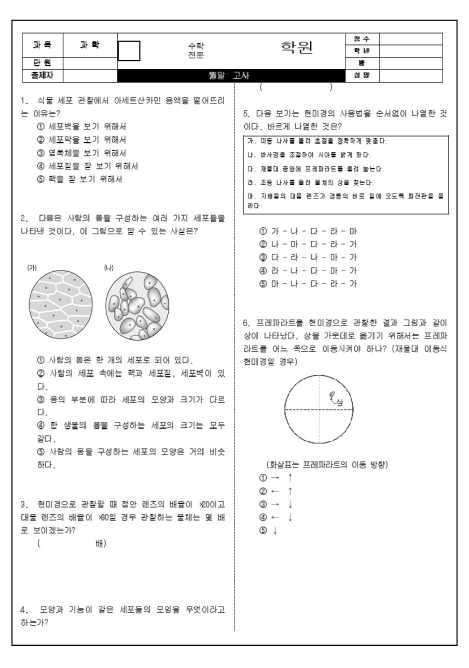 과 목
과 학
수학
전문
학원
점 수
학 년
단 원
반
출제자
월말 고사
성 명
( )
1. 식물 세포 관찰에서 아세트산카민 용액을 떨어뜨리
는 이유는?
① 세포벽을 보기 위해서
② 세포막을 보기 위해서
③ 엽록체를 보기 위해서
④ 세포질을 잘 보기 위해서
⑤ 핵을 잘 보기 위해서
2. 다음은 사람의 몸을 구성하는 여러 가지 세포들을
나타낸 것이다. 이 그림으로 알 수 있는 사실은?
(가)
(나)
① 사람의 몸은 한 개의 세포로 되어 있다.
② 사람의 세포 속에는 핵과 세포질, 세포벽이 있
다.
③ 몸의 부분에 따라 세포의 모양과 크기가 다르
다.
④ 한 생물의 몸을 구성하는 세포의 크기는 모두
같다.
⑤ 사람의 몸을 구성하는 세포의 모양은 거의 비슷
하다.
3. 현미경으로 관찰할 때 접안 렌즈의 배율이 ×20이고
대물 렌즈의 배율이 ×90일 경우 관찰하는 물체는 몇 배
로 보이겠는가?
( 배)
4. 모양과 기능이 같은 세포들의 모임을 무엇이라고
하는가?
5. 다음 보기는 현미경의 사용법을 순서없이 나열한 것
이다. 바르게 나열한 것은?
가. 미동 나사를 돌려 초점을 정확하게 맞춘다.
나. 반사경을 조절하여 시야를 밝게 한다.
다. 재물대 중앙에 프레파라트를 올려 놓는다.
라. 조동 나사를 돌려 물체의 상을 찾는다.
마. 저배율의 대물 렌즈가 경통의 바로 밑에 오도록 회전판을 돌
린다.
① 가 - 나 - 다 - 라 - 마
② 나 - 마 - 다 - 라 - 가
③ 다 - 라 - 나 - 마 - 가
④ 라 - 나 - 다 - 마 - 가
⑤ 마 - 나 - 다 - 라 - 가
6. 프레파라트를 현미경으로 관찰한 결과 그림과 같이
상이 나타났다. 상을 가운데로 옮기기 위해서는 프레파
라트를 어느 쪽으로 이동시켜야 하나? (재물대 이동식
현미경일 경우)
상
(화살표는 프레파라트의 이동 방향)
① → ↑
② ← ↑
③ → ↓
④ ← ↓
⑤ ↓